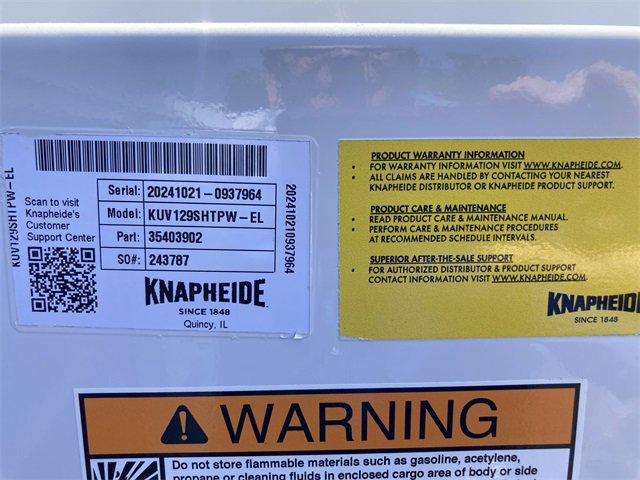 KUV129SHTPW-EL
Scan to visit
Knapheide's
Customer
Support Center
Serial: 20241021-0937964
Model: KUV129SHTPW-EL
Part: 35403902
SO#: 243787
202410210937964
KNAPHEIDE
SINCE 1848
Quincy, IL
PRODUCT WARRANTY INFORMATION
• FOR WARRANTY INFORMATION VISIT WWW.KNAPHEIDE.COM.
• ALL CLAIMS ARE HANDLED BY CONTACTING YOUR NEAREST
KNAPHEIDE DISTRIBUTOR OR KNAPHEIDE PRODUCT SUPPORT.
PRODUCT CARE & MAINTENANCE
• READ PRODUCT CARE & MAINTENANCE MANUAL.
• PERFORM CARE & MAINTENANCE PROCEDURES
AT RECOMMENDED SCHEDULE INTERVALS.
SUPERIOR AFTER-THE-SALE SUPPORT
• FOR AUTHORIZED DISTRIBUTOR & PRODUCT SUPPORT
CONTACT INFORMATION VISIT WWW.KNAPHEIDE.COM.
KNAPHEIDE
SINCE 1848
WARNING
Do not store flammable materials such as gasoline, acetylene,
propane or cleaning fluids in enclosed cargo area of body or side